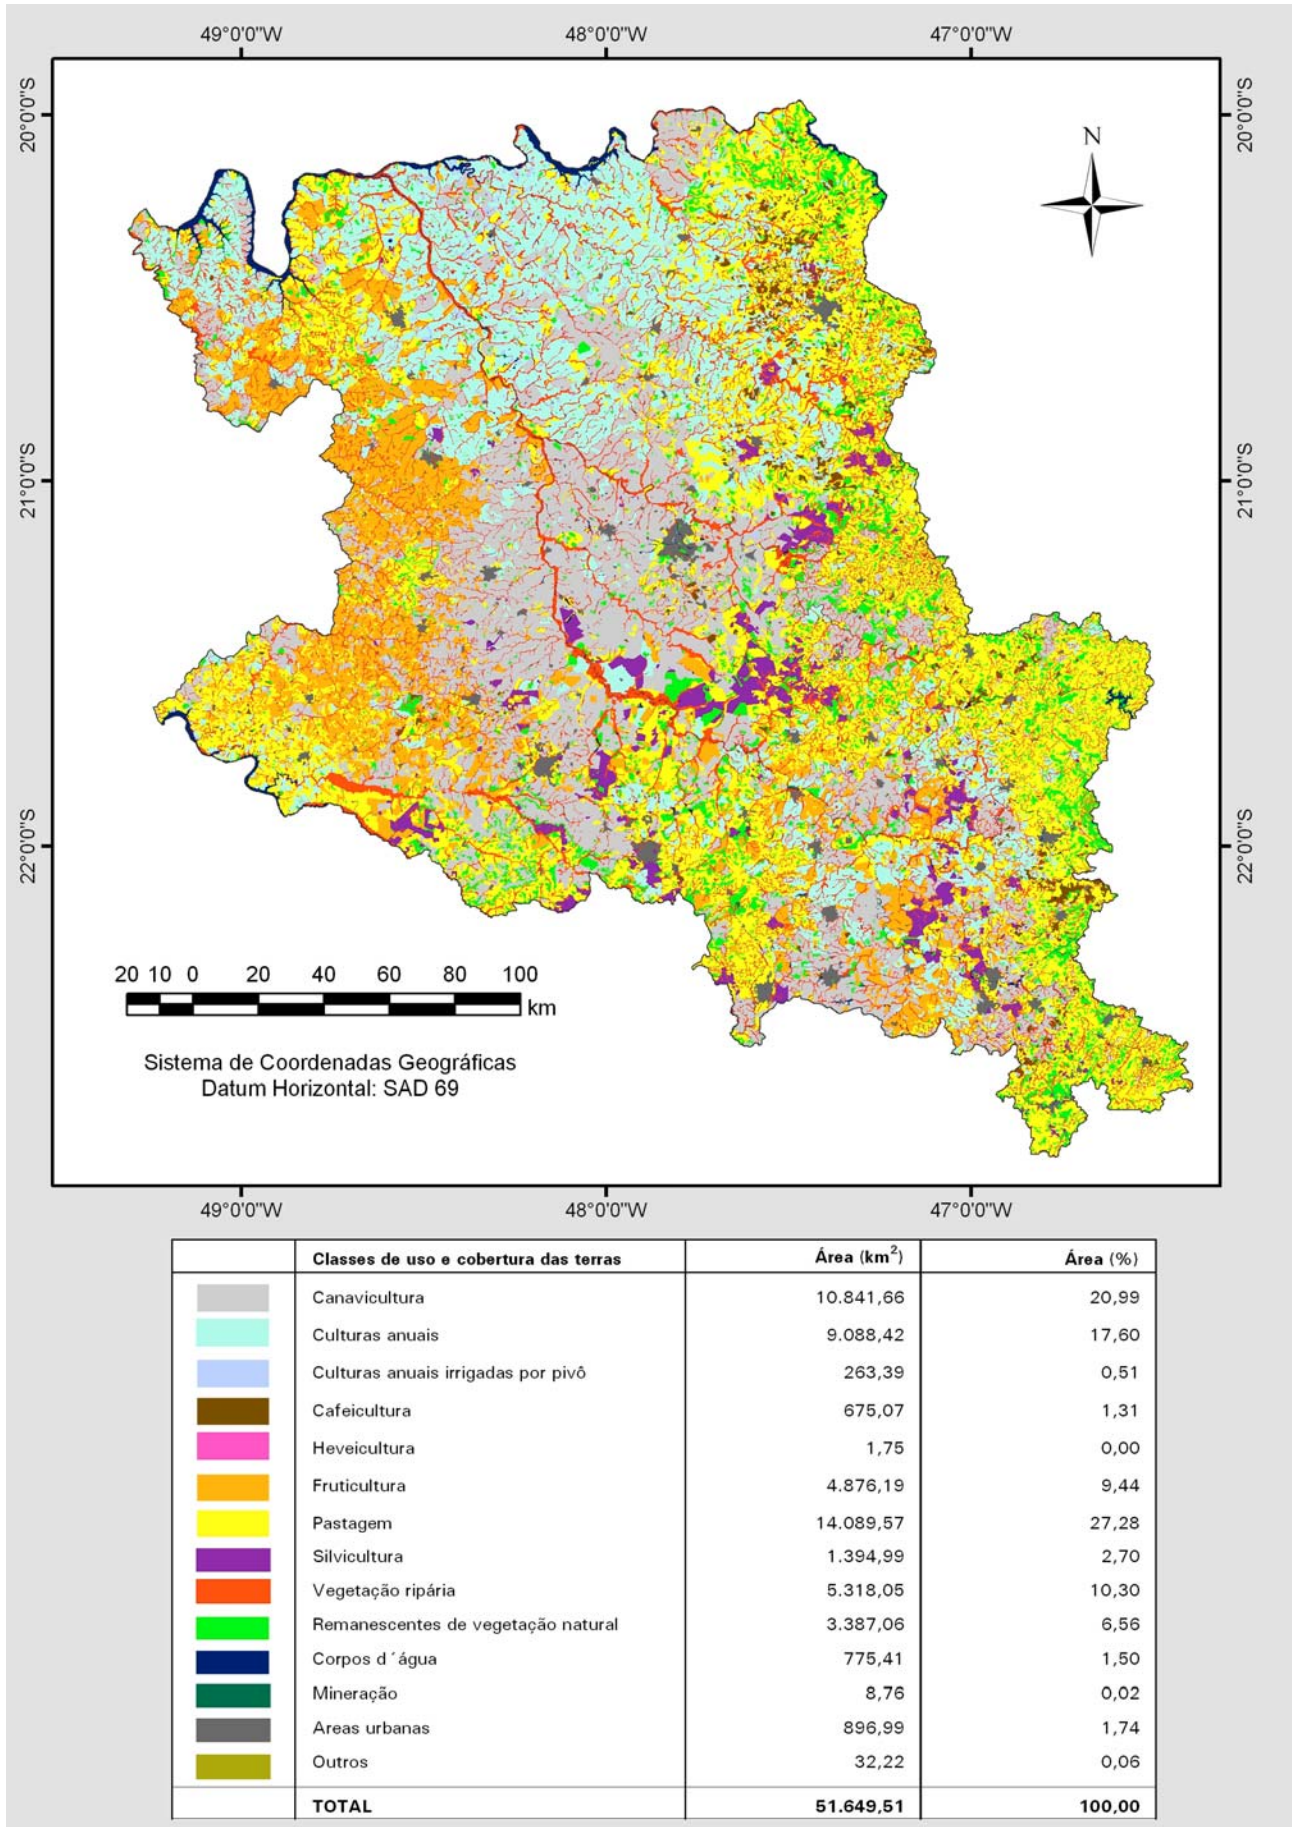 49°0'0"W 48°0'0"W 47°0'0"W
20°0'0"S 20°0'0"S
N
21°0'0"S 21°0'0"S
22°0'0"S 22°0'0"S
20 10 0 20 40 60 80 100
km
Sistema de Coordenadas Geográficas
Datum Horizontal: SAD 69
49°0'0"W 48°0'0"W 47°0'0"W
Classes de uso e cobertura das terras Área (km²) Área (%)
Canavicultura 10.841,66 20,99
Culturas anuais 9.088,42 17,60
Culturas anuais irrigadas por pivô 263,39 0,51
Cafeicultura 675,07 1,31
Heveicultura 1,75 0,00
Fruticultura 4.876,19 9,44
Pastagem 14.089,57 27,28
Silvicultura 1.394,99 2,70
Vegetação ripária 5.318,05 10,30
Remanescentes de vegetação natural 3.387,06 6,56
Corpos d´água 775,41 1,50
Mineração 8,76 0,02
Areas urbanas 896,99 1,74
Outros 32,22 0,06
TOTAL 51.649,51 100,00